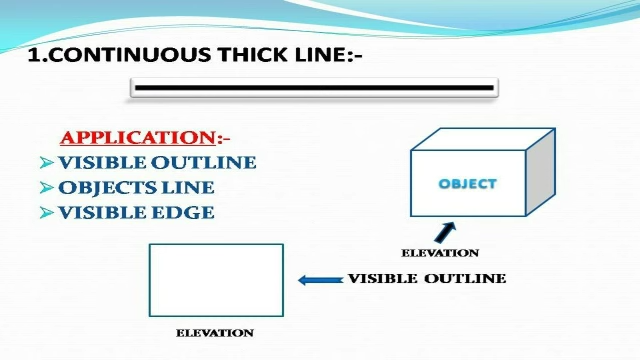 1.CONTINUOUS THICK LINE:-
APPLICATION:-
VISIBLE OUTLINE
OBJECTS LINE
VISIBLE EDGE
OBJECT
ELEVATION
VISIBLE OUTLINE
ELEVATION